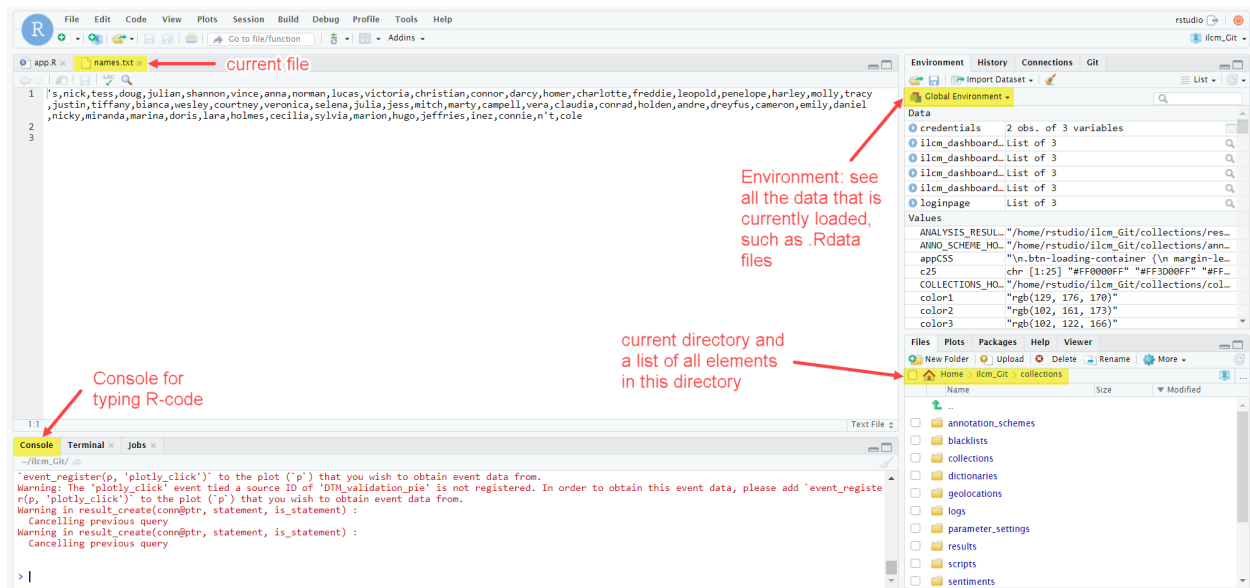 R File Edit Code View Plots Session Build Debug Profile Tools Help rstudio
Go to file/function Addins ilcm_Git
app.R names.txt current file
ABC
1 's,nick,tess,doug,julian,shannon,vince,anna,norman,lucas,victoria,christian,connor,darcy,homer,charlotte,freddie,leopold,penelope,harley,molly,tracy
,justin,tiffany,bianca,wesley,courtney,veronica,selena,julia,jess,mitch,marty,campell,vera,claudia,conrad,holden,andre,dreyfus,cameron,emily,daniel
,nicky,miranda,marina,doris,lara,holmes,cecilia,sylvia,marion,hugo,jeffries,inez,connie,n't,cole
2
3
Environment: see
all the data that is
currently loaded,
such as .Rdata
files
current directory and
a list of all elements
in this directory
Console for
typing R-code
1:1 Text File
Console Terminal Jobs
~/ilcm_Git/
`event_register(p, 'plotly_click')` to the plot (`p`) that you wish to obtain event data from.
Warning: The 'plotly_click' event tied a source ID of 'DTM_validation_pie' is not registered. In order to obtain this event data, please add `event_registe
r(p, 'plotly_click')` to the plot (`p`) that you wish to obtain event data from.
Warning in result_create(conn@ptr, statement, is_statement) :
Cancelling previous query
Warning in result_create(conn@ptr, statement, is_statement) :
Cancelling previous query
>
Environment History Connections Git
Import Dataset List
Global Environment
Data
credentials 2 obs. of 3 variables
ilcm_dashboard… List of 3
ilcm_dashboard… List of 3
ilcm_dashboard… List of 3
loginpage List of 3
Values
ANALYSIS_RESUL… "/home/rstudio/ilcm_Git/collections/res…
ANNO_SCHEME_HO… "/home/rstudio/ilcm_Git/collections/ann…
appCSS "\n.btn-loading-container {\n margin-le…
c25 chr [1:25] "#FF0000FF" "#FF3D00FF" "#FF…
COLLECTIONS_HO… "/home/rstudio/ilcm_Git/collections/col…
color1 "rgb(129, 176, 170)"
color2 "rgb(102, 161, 173)"
color3 "rgb(102, 122, 166)"
Files Plots Packages Help Viewer
New Folder Upload Delete Rename More
Home ilcm_Git collections ...
Name Size Modified
..
annotation_schemes
blacklists
collections
dictionaries
geolocations
logs
parameter_settings
results
scripts
sentiments